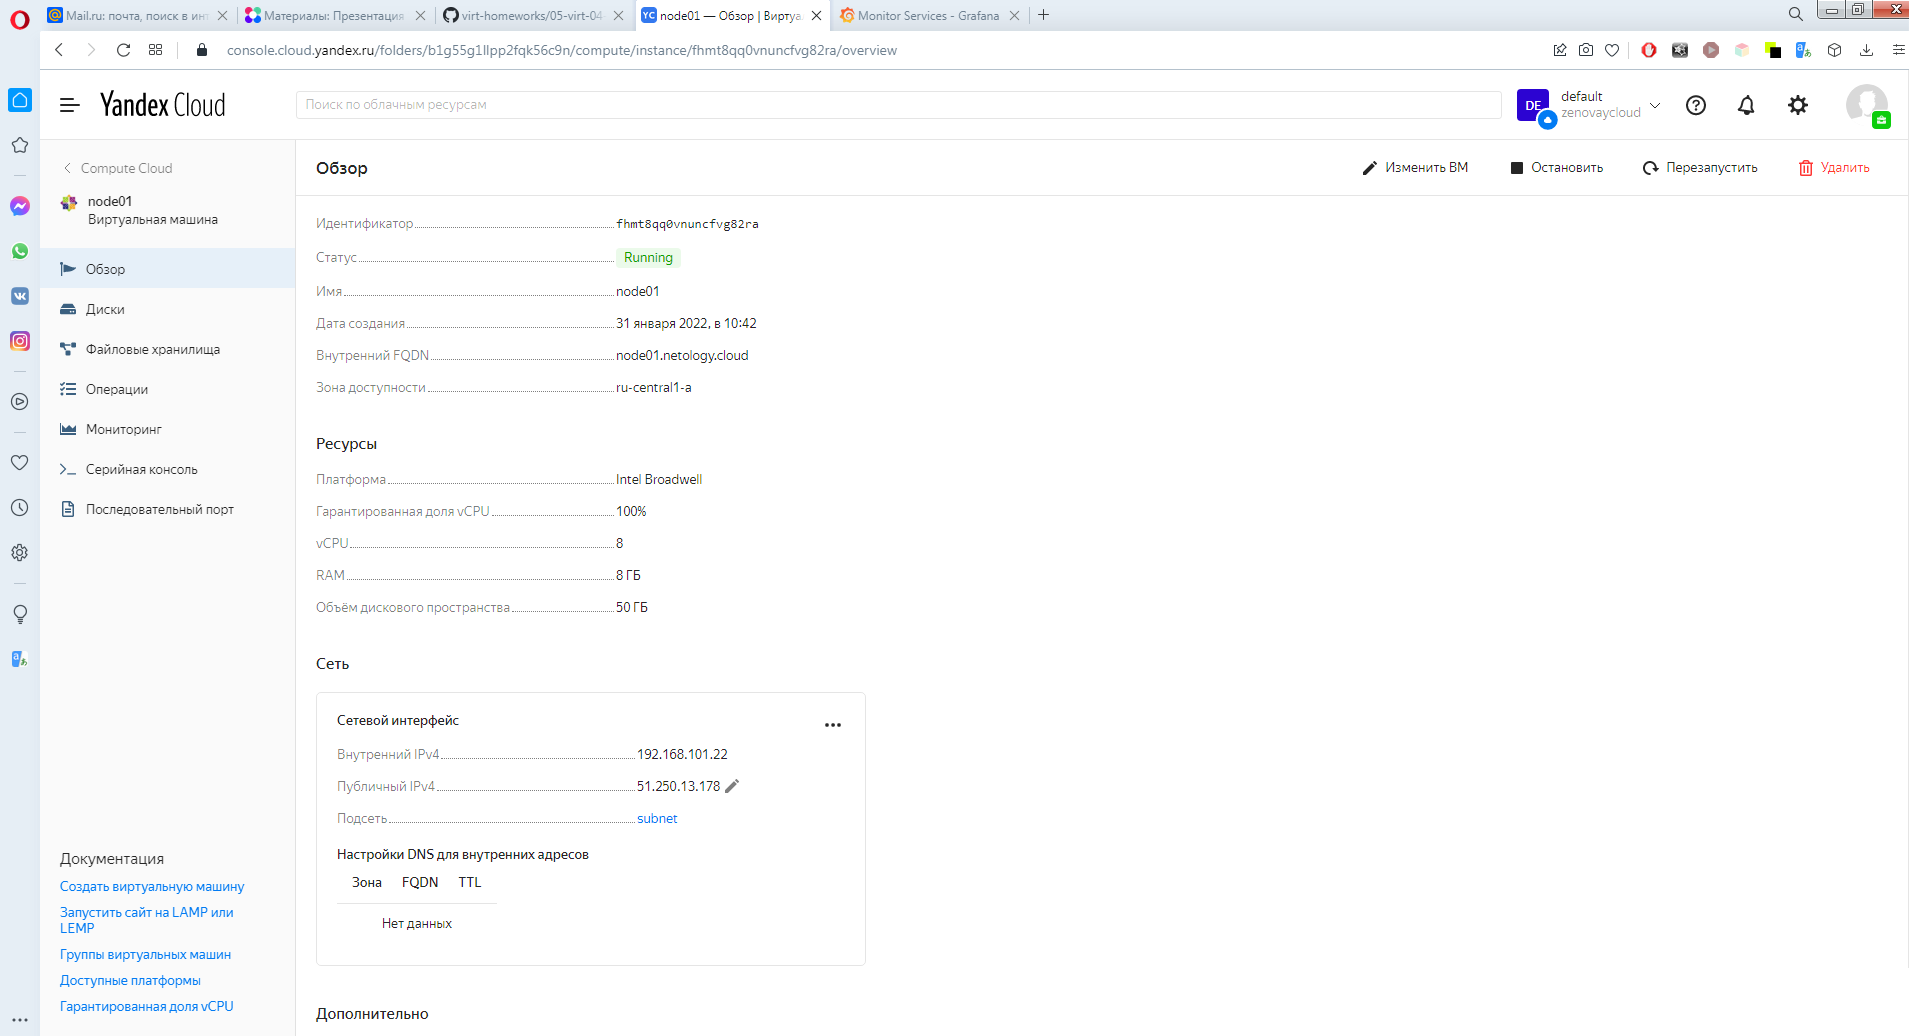 Mail.ru: почта, поиск в инт
Материалы: Презентация
virt-homeworks/05-virt-04
YC node01 — Обзор | Виртуа
Monitor Services - Grafana
console.cloud.yandex.ru/folders/b1g55g1llpp2fqk56c9n/compute/instance/fhmt8qq0vnuncfvg82ra/overview
Yandex Cloud
Поиск по облачным ресурсам
DE
default
zenovaycloud
Compute Cloud
node01
Виртуальная машина
Обзор
Диски
Файловые хранилища
Операции
Мониторинг
Серийная консоль
Последовательный порт
Документация
Создать виртуальную машину
Запустить сайт на LAMP или
LEMP
Группы виртуальных машин
Доступные платформы
Гарантированная доля vCPU
Обзор
Изменить ВМ
Остановить
Перезапустить
Удалить
Идентификатор fhmt8qq0vnuncfvg82ra
Статус Running
Имя node01
Дата создания 31 января 2022, в 10:42
Внутренний FQDN node01.netology.cloud
Зона доступности ru-central1-a
Ресурсы
Платформа Intel Broadwell
Гарантированная доля vCPU 100%
vCPU 8
RAM 8 ГБ
Объём дискового пространства 50 ГБ
Сеть
Сетевой интерфейс
Внутренний IPv4 192.168.101.22
Публичный IPv4 51.250.13.178
Подсеть subnet
Настройки DNS для внутренних адресов
Зона FQDN TTL
Нет данных
Дополнительно